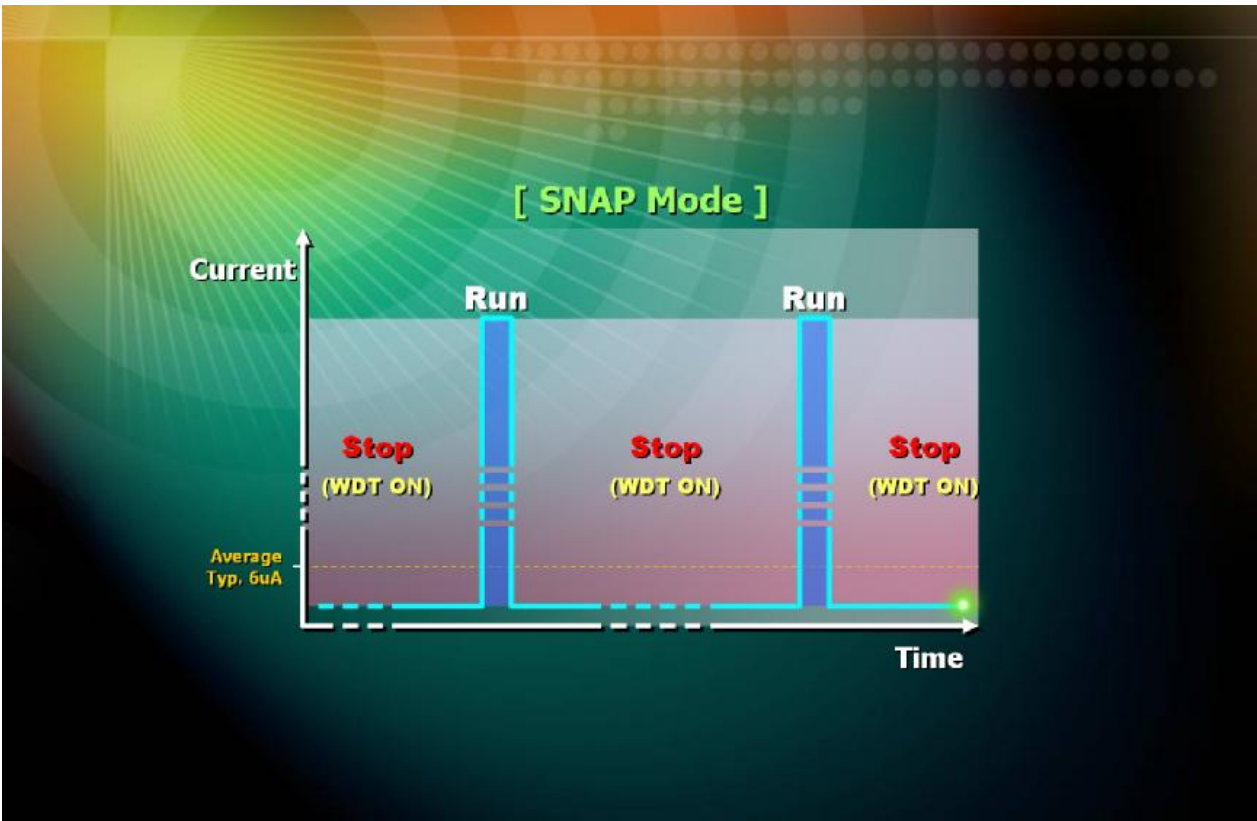 [ SNAP Mode ]
Current
Run
Run
Stop
Stop
Stop
(WDT ON)
(WDT ON)
(WDT ON)
Average
Typ. 6uA
Time